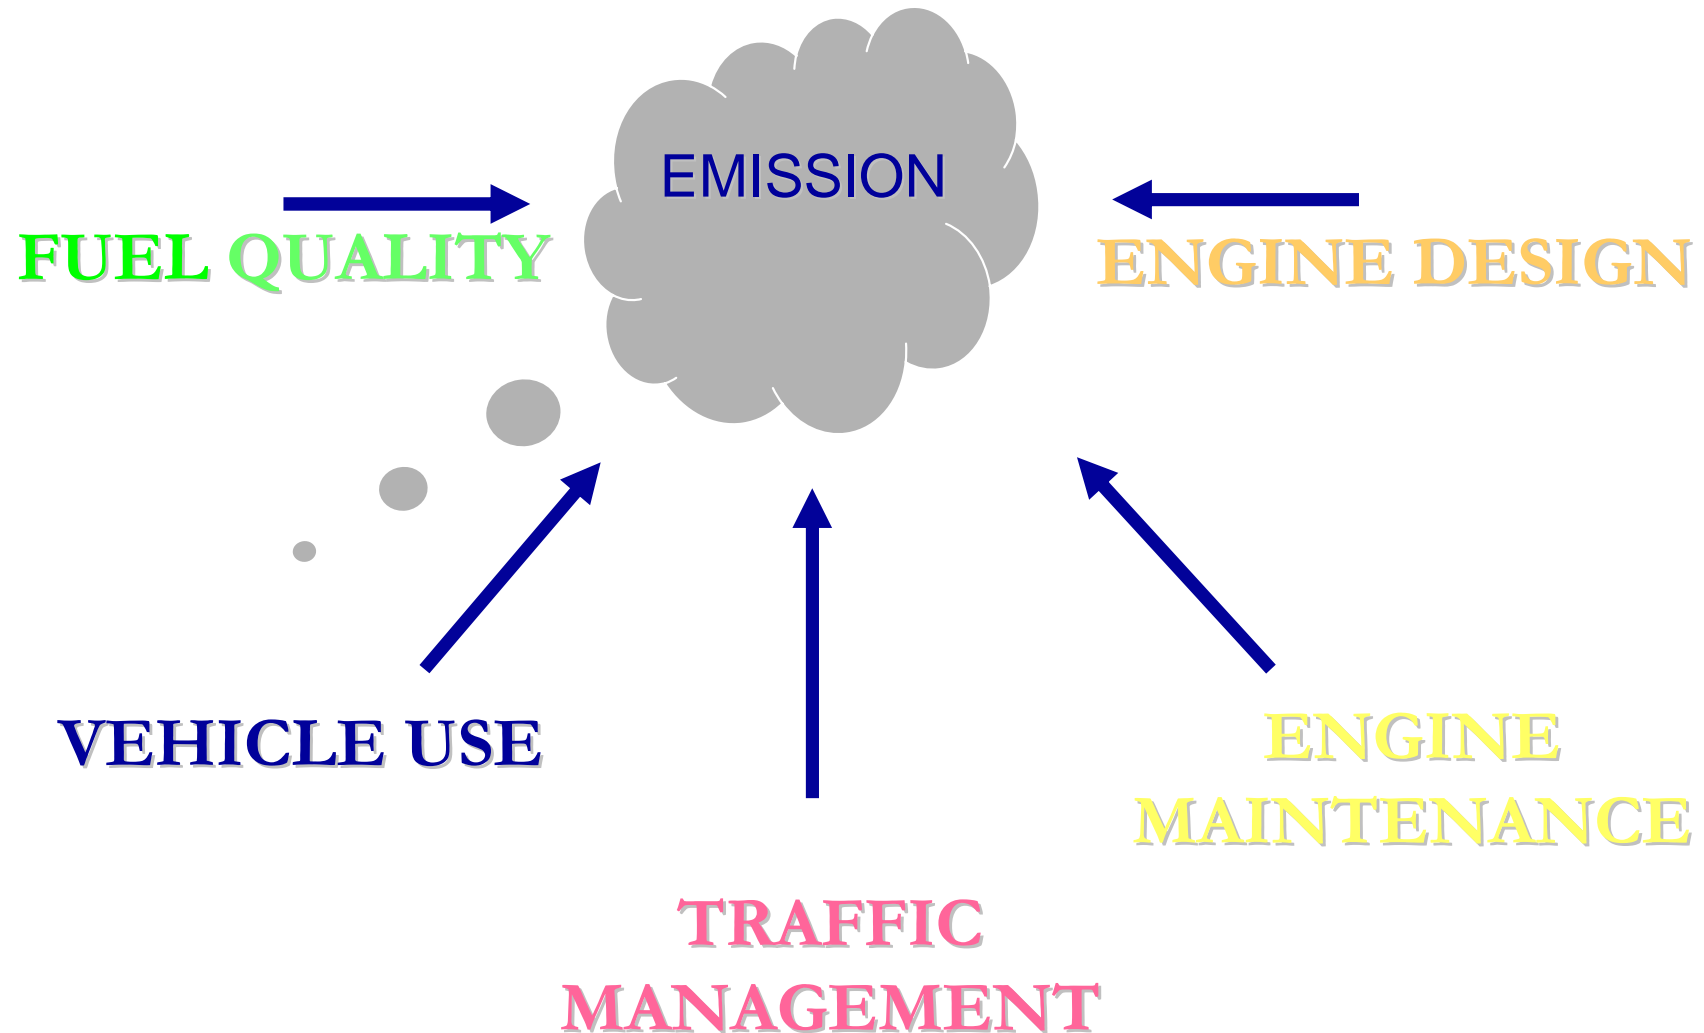 EMISSION
FUEL QUALITY
ENGINE DESIGN
VEHICLE USE
ENGINE
MAINTENANCE
TRAFFIC
MANAGEMENT